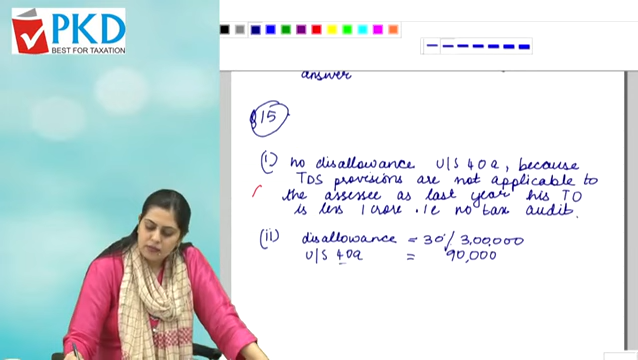 PKD
BEST FOR TAXATION
answer
Q15
(i) no disallowance U/S 40a, because
TDS provisions are not applicable to
the assessee as last year his TO
is less 1 crore . i.e no tax audit.
(ii) disallowance = 30% 3,00,000
U/S 40a = 90,000